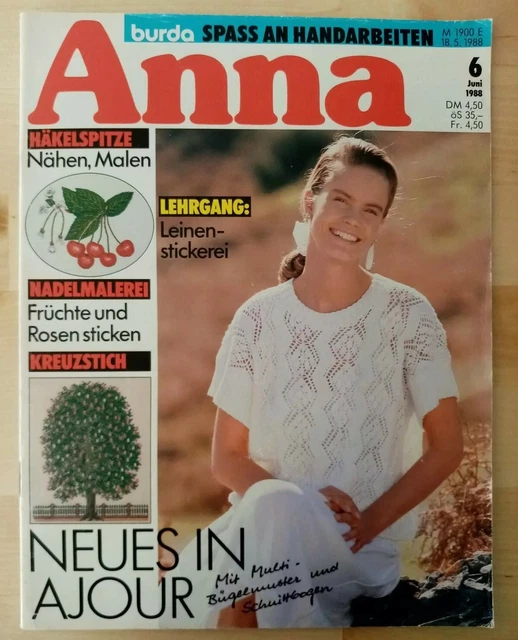 burda SPASS AN HANDARBEITEN
M 1900 E
18. 5. 1988
Anna
6
Juni
1988
DM 4,50
öS 35,–
Fr. 4,50
HÄKELSPITZE
Nähen, Malen
LEHRGANG:
Leinen-
stickerei
NADELMALEREI
Früchte und
Rosen sticken
KREUZSTICH
NEUES IN
AJOUR
Mit Multi-
Bügelmuster und
Schnittbogen